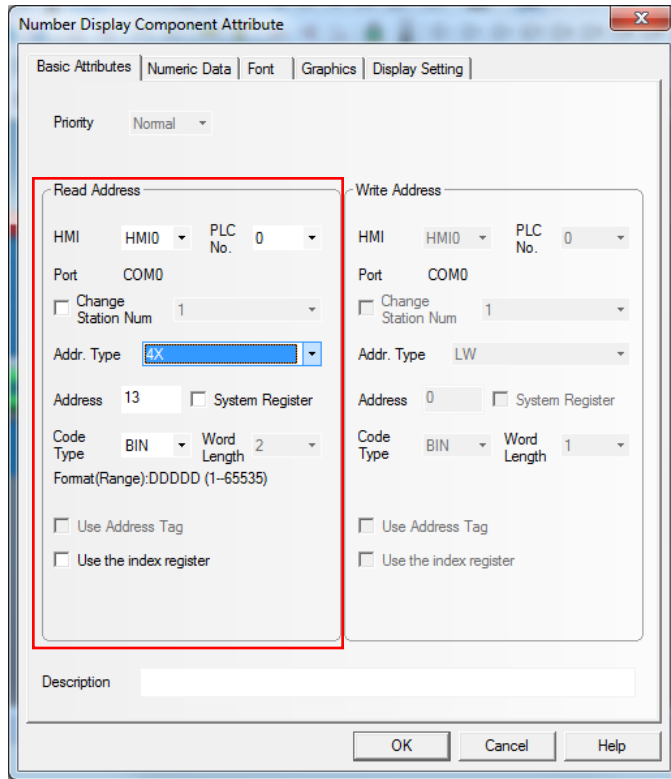 Number Display Component Attribute
Basic Attributes Numeric Data Font Graphics Display Setting
Priority Normal
Read Address
HMI HMI0 PLC No. 0
Port COM0
Change Station Num 1
Addr. Type 4X
Address 13 System Register
Code Type BIN Word Length 2
Format(Range):DDDDD (1--65535)
Use Address Tag
Use the index register
Write Address
HMI HMI0 PLC No. 0
Port COM0
Change Station Num 1
Addr. Type LW
Address 0 System Register
Code Type BIN Word Length 1
Use Address Tag
Use the index register
Description
OK Cancel Help